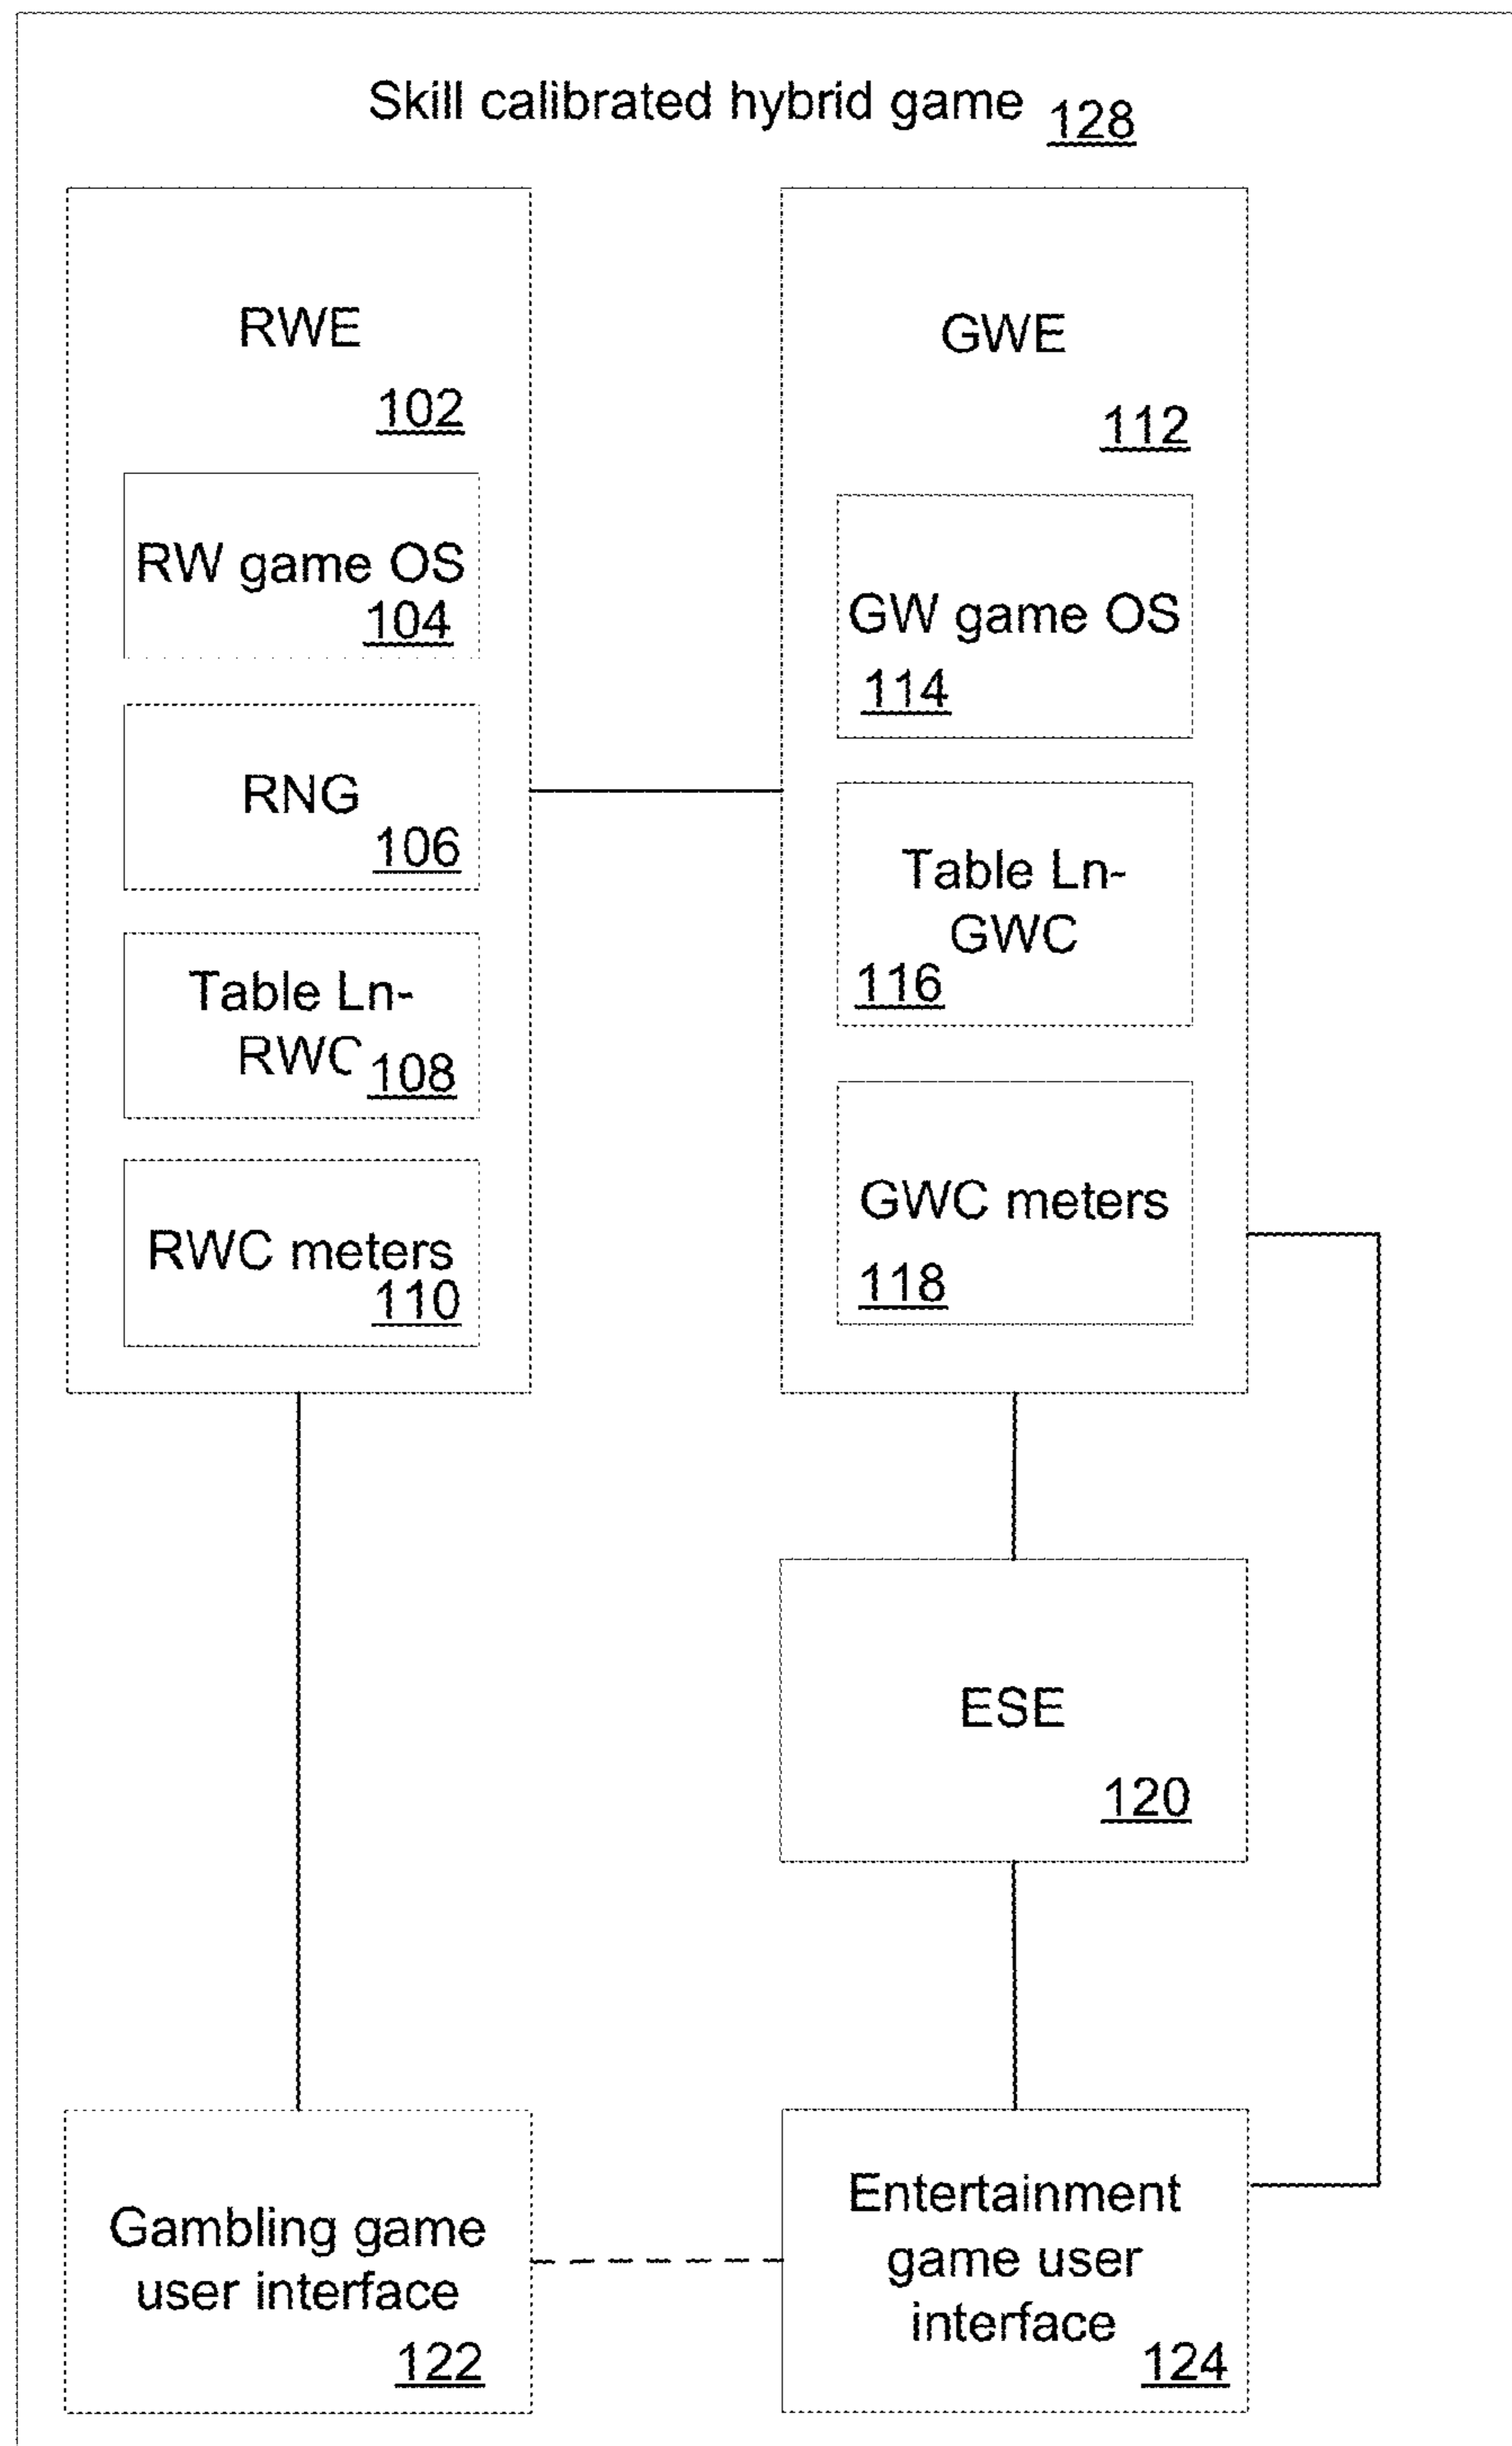 Skill calibrated hybrid game 128
RWE
102
RW game OS
104
RNG
106
Table Ln-
RWC 108
RWC meters
110
GWE
112
GW game OS
114
Table Ln-
GWC
116
GWC meters
118
ESE
120
Gambling game
user interface
122
Entertainment
game user
interface
124